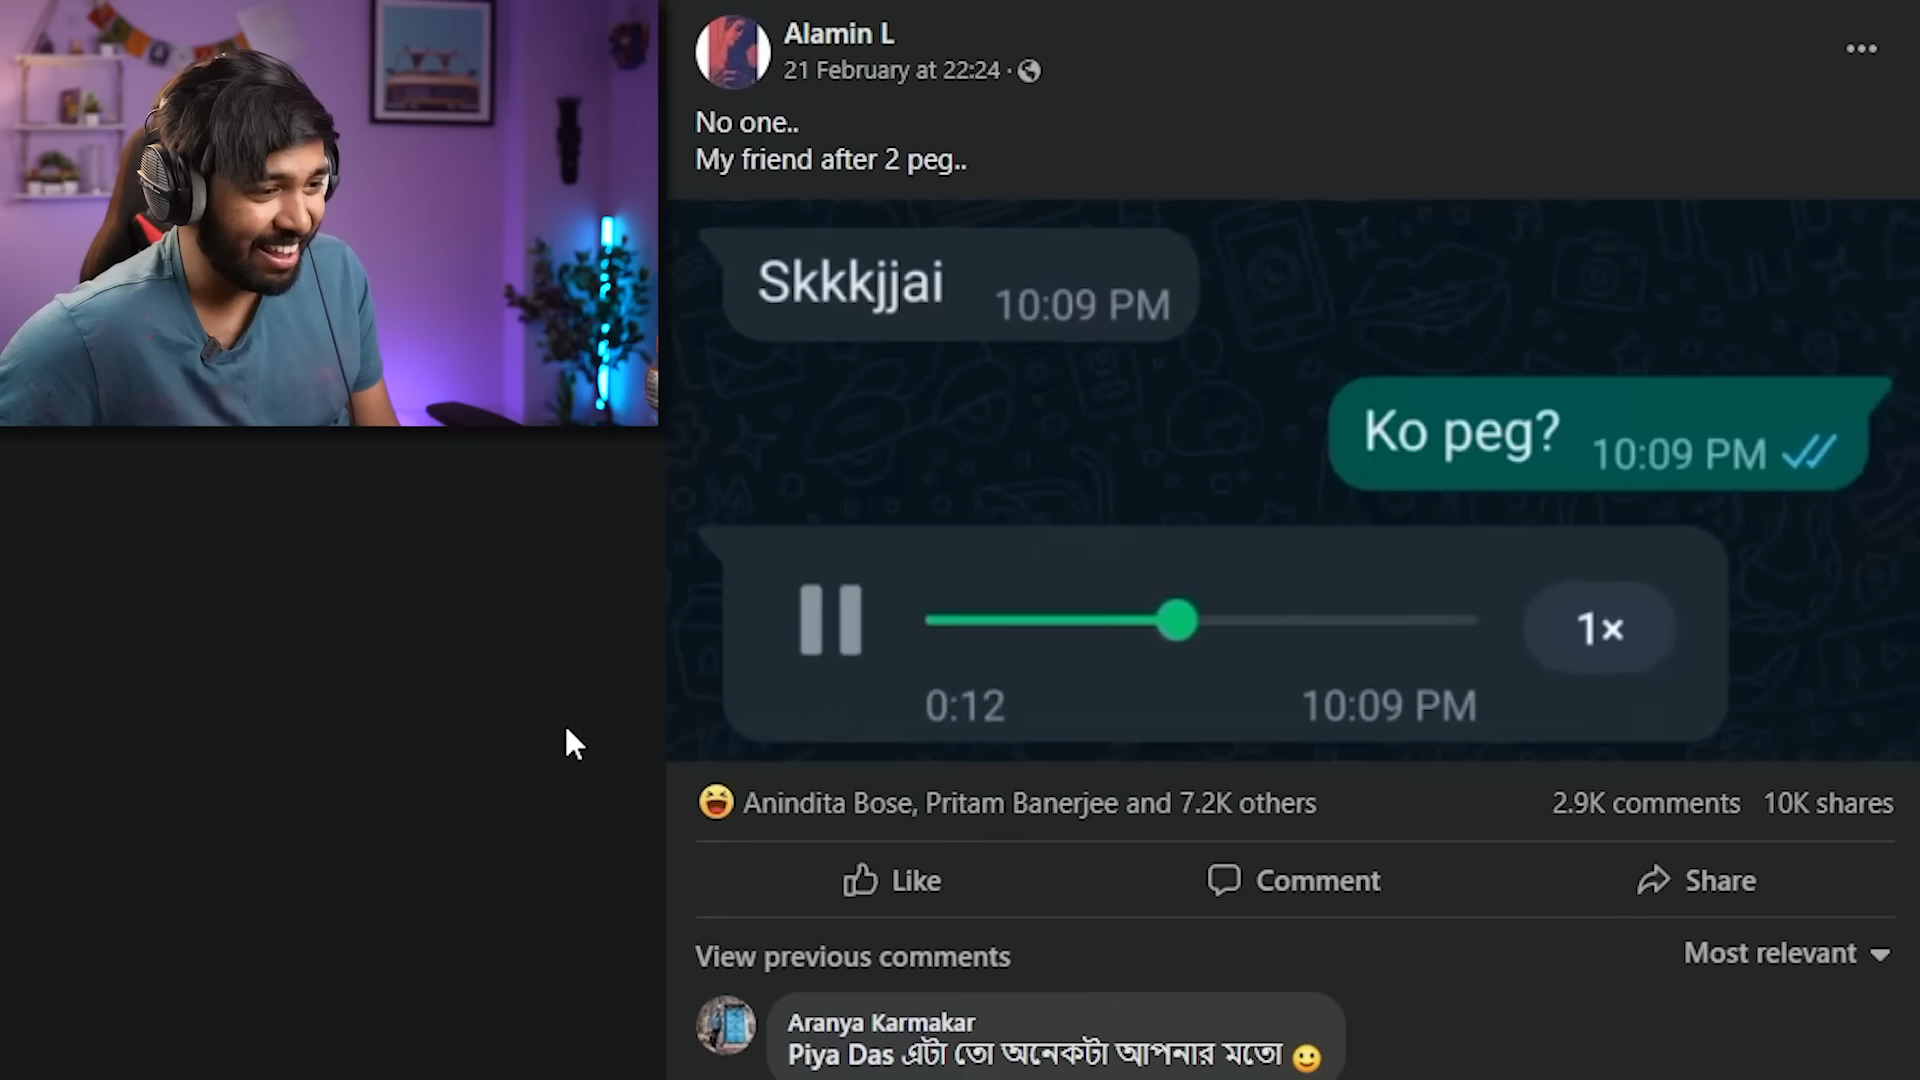 Alamin L
21 February at 22:24 ·
No one..
My friend after 2 peg..
Skkkjjai 10:09 PM
Ko peg? 10:09 PM
1×
0:12 10:09 PM
Anindita Bose, Pritam Banerjee and 7.2K others 2.9K comments 10K shares
Like Comment Share
View previous comments Most relevant
Aranya Karmakar
Piya Das এটা তো অনেকটা আপনার মতো 🙂